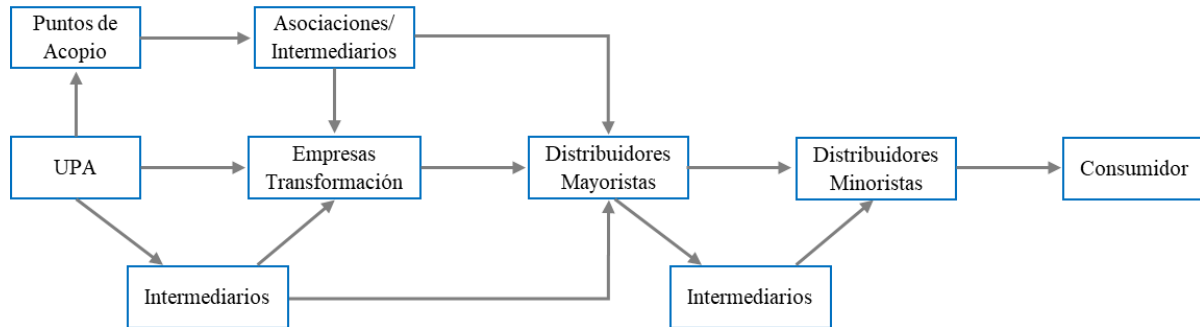 Puntos de
Acopio
Asociaciones/
Intermediarios
UPA
Empresas
Transformación
Distribuidores
Mayoristas
Distribuidores
Minoristas
Consumidor
Intermediarios
Intermediarios